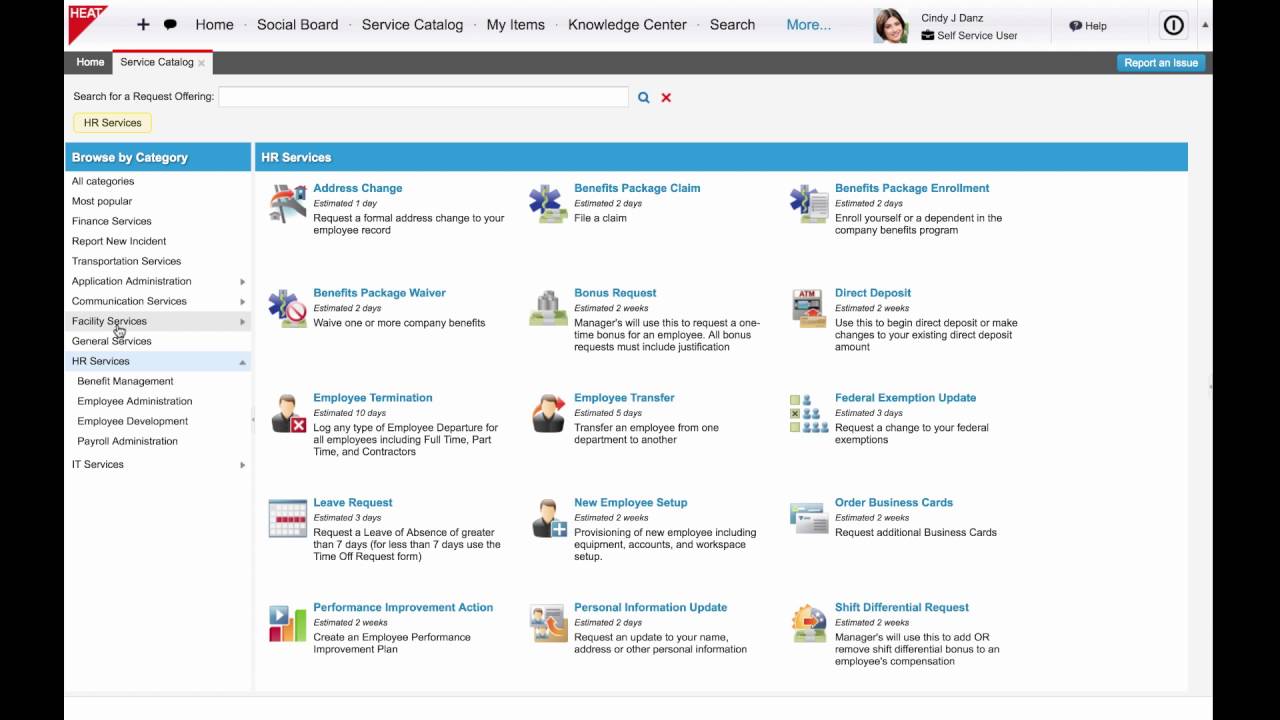 HEAT
Home · Social Board · Service Catalog · My Items · Knowledge Center · Search More...
Cindy J Danz
Self Service User
Help
Home
Service Catalog
Report an Issue
Search for a Request Offering:
HR Services
Browse by Category
All categories
Most popular
Finance Services
Report New Incident
Transportation Services
Application Administration
Communication Services
Facility Services
General Services
HR Services
Benefit Management
Employee Administration
Employee Development
Payroll Administration
IT Services
HR Services
Address Change
Estimated 1 day
Request a formal address change to your
employee record
Benefits Package Claim
Estimated 2 days
File a claim
Benefits Package Enrollment
Estimated 2 days
Enroll yourself or a dependent in the
company benefits program
Benefits Package Waiver
Estimated 2 days
Waive one or more company benefits
Bonus Request
Estimated 2 weeks
Manager's will use this to request a one-
time bonus for an employee. All bonus
requests must include justification
ATM
Direct Deposit
Estimated 2 weeks
Use this to begin direct deposit or make
changes to your existing direct deposit
amount
Employee Termination
Estimated 10 days
Log any type of Employee Departure for
all employees including Full Time, Part
Time, and Contractors
Employee Transfer
Estimated 5 days
Transfer an employee from one
department to another
Federal Exemption Update
Estimated 3 days
Request a change to your federal
exemptions
Leave Request
Estimated 3 days
Request a Leave of Absence of greater
than 7 days (for less than 7 days use the
Time Off Request form)
New Employee Setup
Estimated 2 weeks
Provisioning of new employee including
equipment, accounts, and workspace
setup.
Order Business Cards
Estimated 2 weeks
Request additional Business Cards
Performance Improvement Action
Estimated 2 weeks
Create an Employee Performance
Improvement Plan
Personal Information Update
Estimated 2 days
Request an update to your name,
address or other personal information
Shift Differential Request
Estimated 2 weeks
Manager's will use this to add OR
remove shift differential bonus to an
employee's compensation